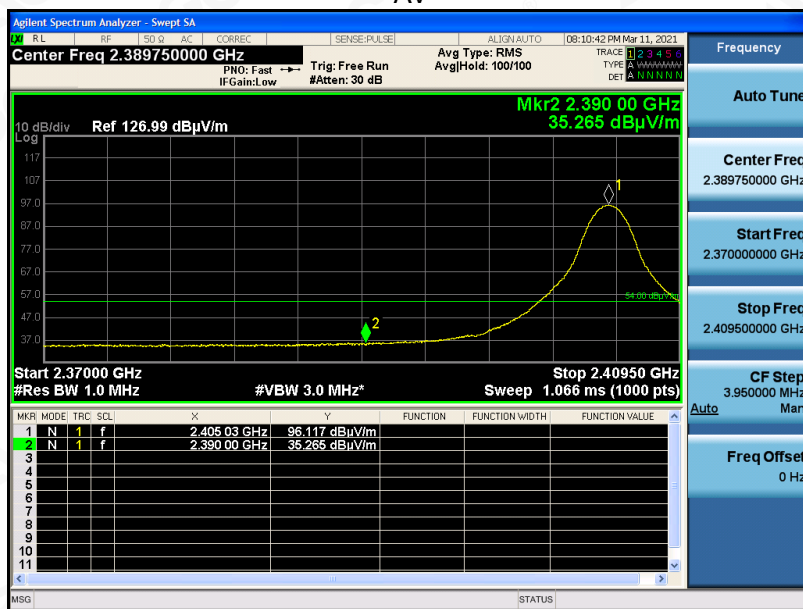 AV
Agilent Spectrum Analyzer - Swept SA
LXI RL RF 50 Ω AC CORREC SENSE:PULSE ALIGN AUTO 08:10:42 PM Mar 11, 2021
Center Freq 2.389750000 GHz
PNO: Fast
IFGain:Low
Trig: Free Run
#Atten: 30 dB
Avg Type: RMS
Avg|Hold: 100/100
TRACE 1 2 3 4 5 6
TYPE A WWWWW
DET A N N N N N
Frequency
Mkr2 2.390 00 GHz
35.265 dBµV/m
10 dB/div Ref 126.99 dBµV/m
Log
117
107
97.0
87.0
77.0
67.0
57.0
47.0
37.0
1
2
54.00 dBµV/m
Start 2.37000 GHz Stop 2.40950 GHz
#Res BW 1.0 MHz #VBW 3.0 MHz* Sweep 1.066 ms (1000 pts)
MKR MODE TRC SCL X Y FUNCTION FUNCTION WIDTH FUNCTION VALUE
1 N 1 f 2.405 03 GHz 96.117 dBµV/m
2 N 1 f 2.390 00 GHz 35.265 dBµV/m
3
4
5
6
7
8
9
10
11
MSG STATUS
Auto Tune
Center Freq
2.389750000 GHz
Start Freq
2.370000000 GHz
Stop Freq
2.409500000 GHz
CF Step
3.950000 MHz
Auto Man
Freq Offset
0 Hz